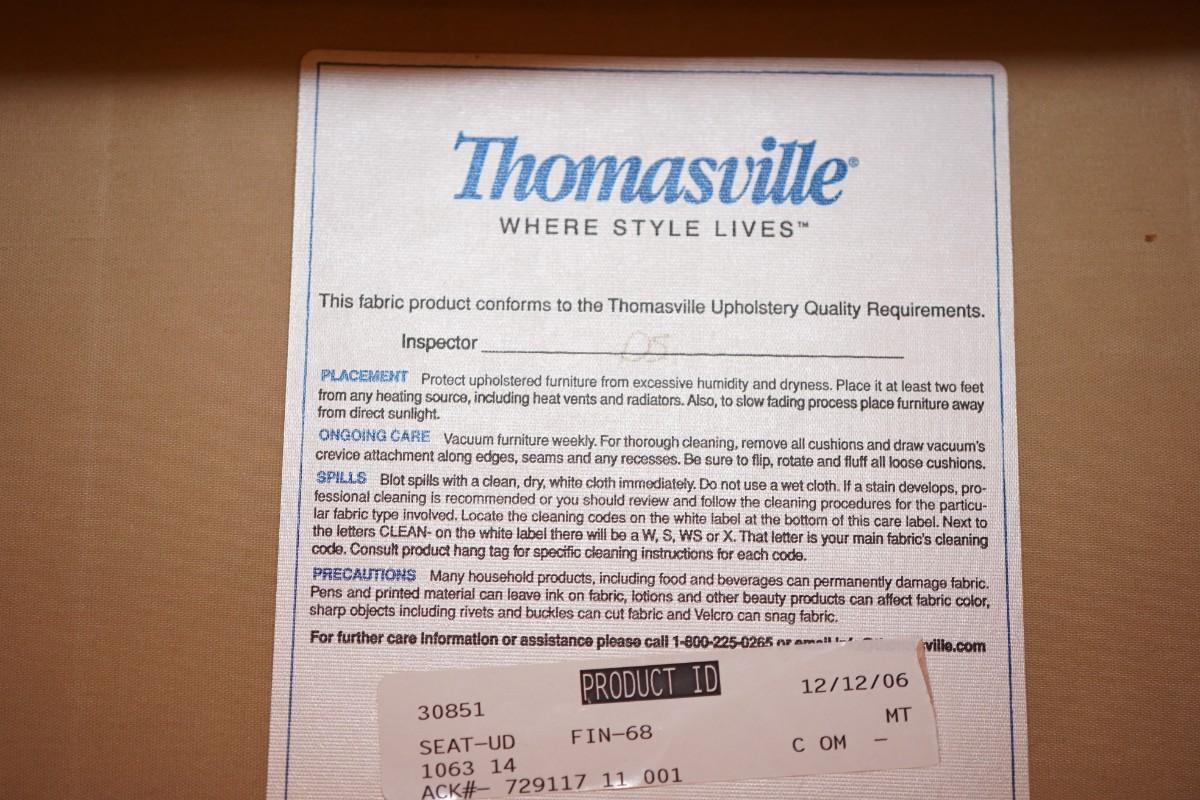 Thomasville®
WHERE STYLE LIVES™
This fabric product conforms to the Thomasville Upholstery Quality Requirements.
Inspector
PLACEMENT Protect upholstered furniture from excessive humidity and dryness. Place it at least two feet
from any heating source, including heat vents and radiators. Also, to slow fading process place furniture away
from direct sunlight.
ONGOING CARE Vacuum furniture weekly. For thorough cleaning, remove all cushions and draw vacuum's
crevice attachment along edges, seams and any recesses. Be sure to flip, rotate and fluff all loose cushions.
SPILLS Blot spills with a clean, dry, white cloth immediately. Do not use a wet cloth. If a stain develops, pro-
fessional cleaning is recommended or you should review and follow the cleaning procedures for the particu-
lar fabric type involved. Locate the cleaning codes on the white label at the bottom of this care label. Next to
the letters CLEAN- on the white label there will be a W, S, WS or X. That letter is your main fabric's cleaning
code. Consult product hang tag for specific cleaning instructions for each code.
PRECAUTIONS Many household products, including food and beverages can permanently damage fabric.
Pens and printed material can leave ink on fabric, lotions and other beauty products can affect fabric color,
sharp objects including rivets and buckles can cut fabric and Velcro can snag fabric.
For further care information or assistance please call 1-800-225-0265 or email ville.com
PRODUCT ID 12/12/06
30851 MT
SEAT-UD FIN-68 C OM -
1063 14
ACK#- 729117 11 001